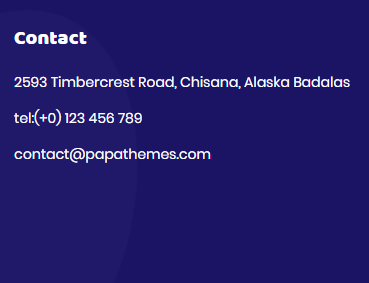 Contact
2593 Timbercrest Road, Chisana, Alaska Badalas
tel:(+0) 123 456 789
contact@papathemes.com